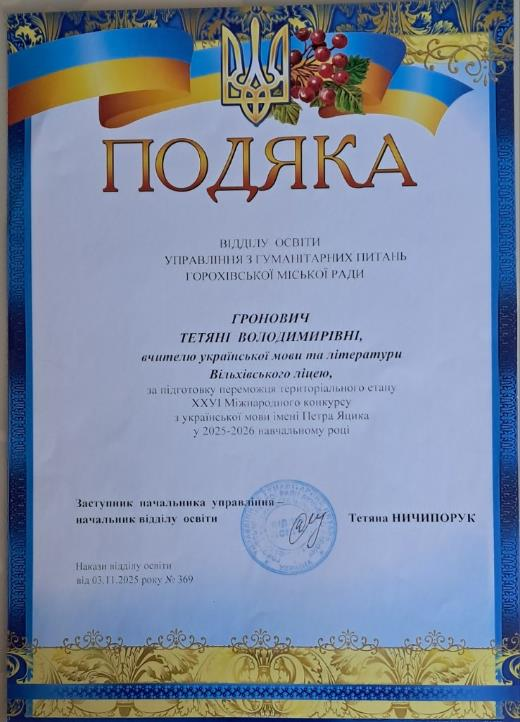 ПОДЯКА
ВІДДІЛУ ОСВІТИ
УПРАВЛІННЯ З ГУМАНІТАРНИХ ПИТАНЬ
ГОРОХІВСЬКОЇ МІСЬКОЇ РАДИ
ГРОНОВИЧ
ТЕТЯНІ ВОЛОДИМИРІВНІ,
вчителю української мови та літератури
Вільхівського ліцею,
за підготовку переможця територіального етапу
ХХУІ Міжнародного конкурсу
з української мови імені Петра Яцика
у 2025-2026 навчальному році
Заступник начальника управління –
начальник відділу освіти
Тетяна НИЧИПОРУК
Накази відділу освіти
від 03.11.2025 року № 369